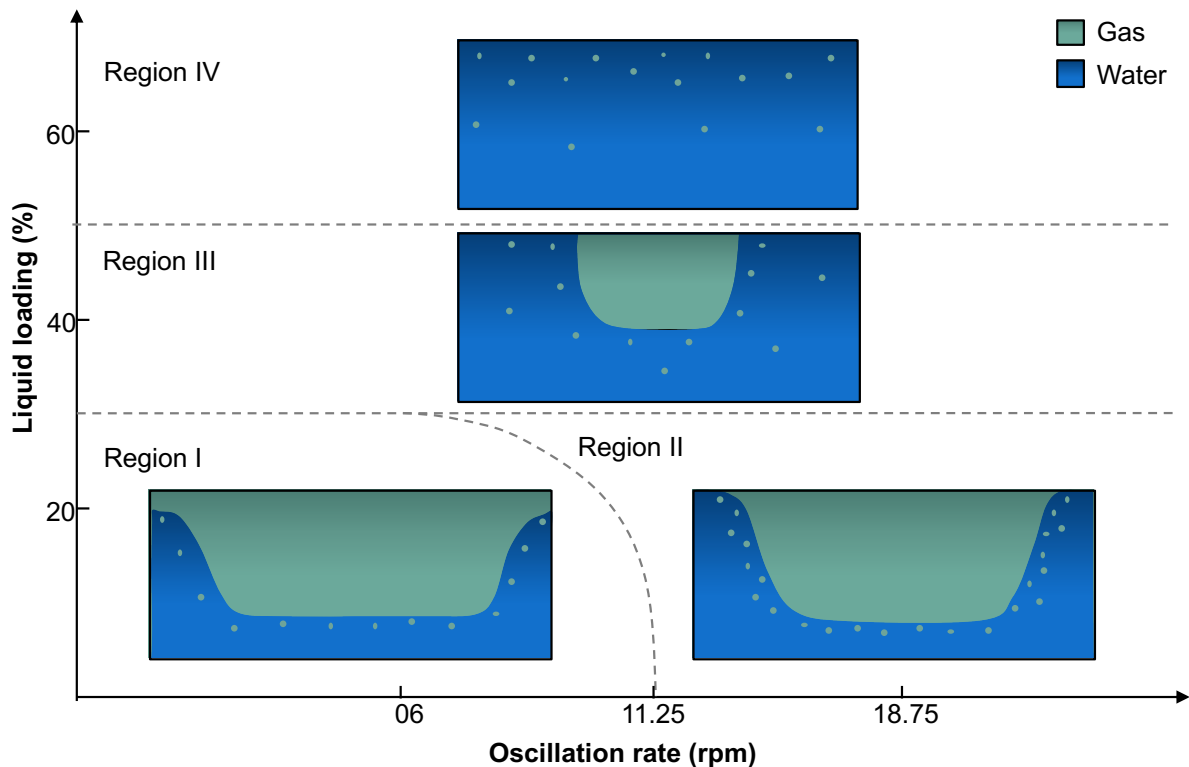 Gas
Water
Region IV
60
Region III
40
Region I
Region II
20
Liquid loading (%)
06
11.25
18.75
Oscillation rate (rpm)